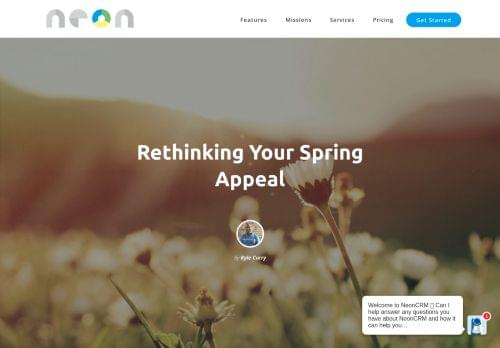 neon
Features Missions Services Pricing Get Started
Rethinking Your Spring
Appeal
by Kyle Curry
Welcome to NeonCRM ▯ Can I
help answer any questions you
have about NeonCRM and how it
can help you...
1